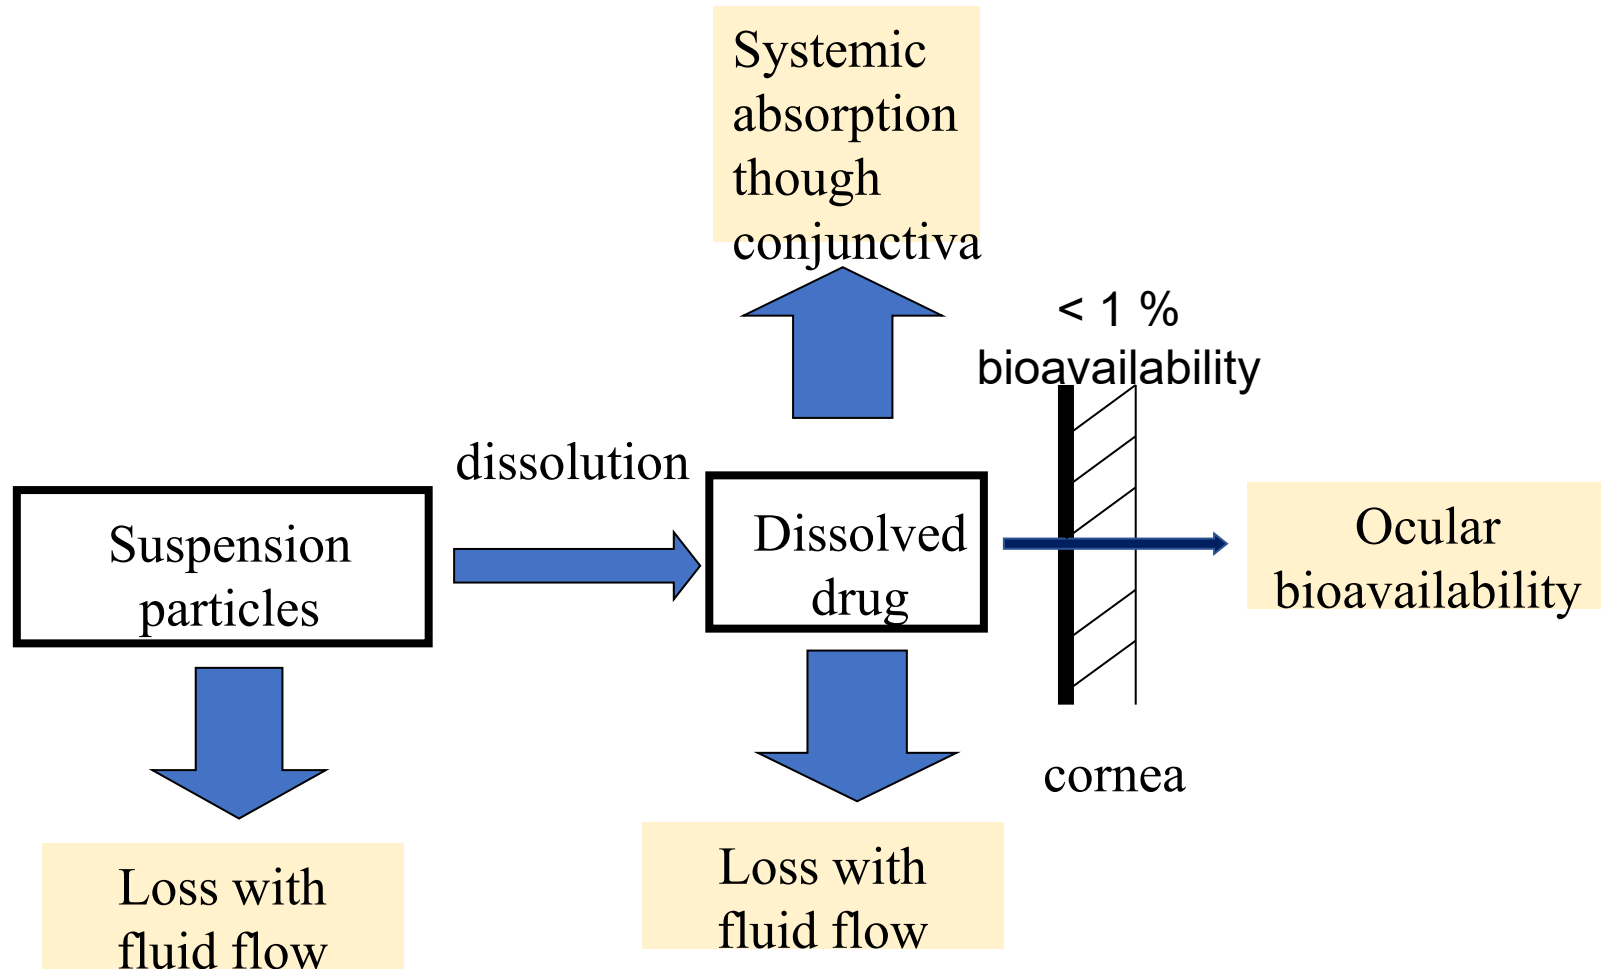 Systemic
absorption
though
conjunctiva
< 1 %
bioavailability
dissolution
Suspension
particles
Dissolved
drug
Ocular
bioavailability
cornea
Loss with
fluid flow
Loss with
fluid flow